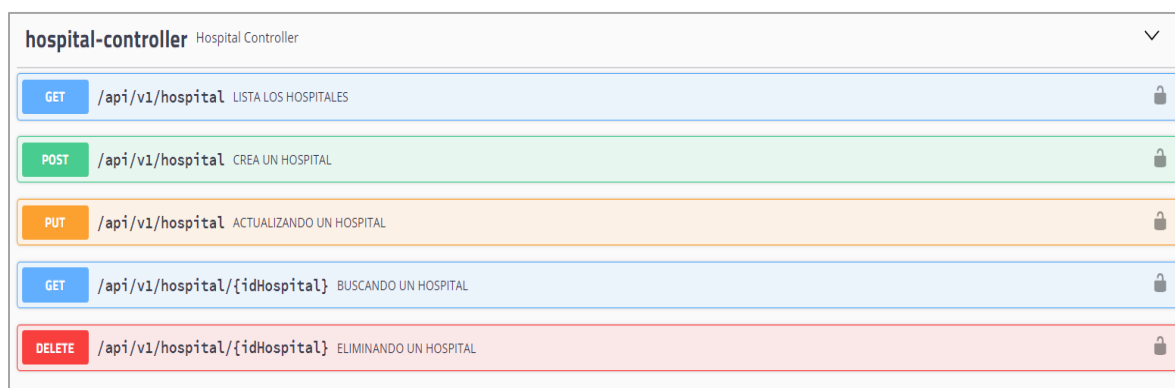 hospital-controller Hospital Controller
GET /api/v1/hospital LISTA LOS HOSPITALES
POST /api/v1/hospital CREA UN HOSPITAL
PUT /api/v1/hospital ACTUALIZANDO UN HOSPITAL
GET /api/v1/hospital/{idHospital} BUSCANDO UN HOSPITAL
DELETE /api/v1/hospital/{idHospital} ELIMINANDO UN HOSPITAL